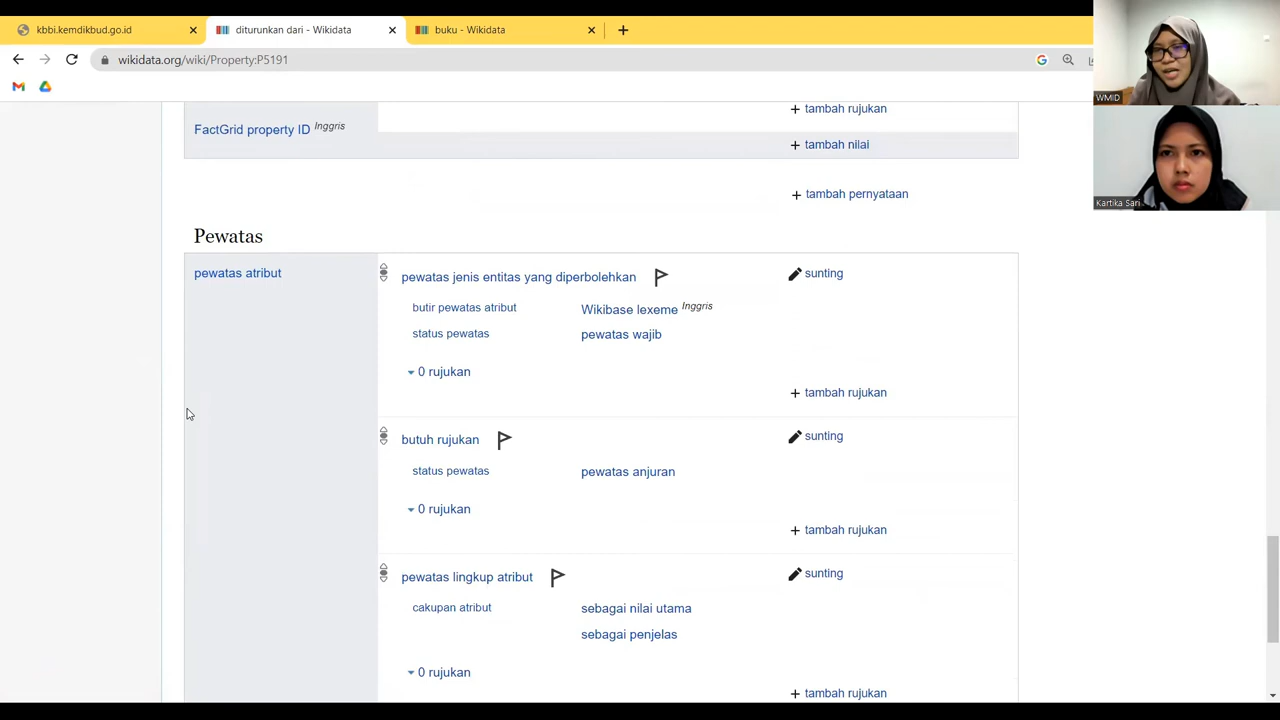 kbbi.kemdikbud.go.id
diturunkan dari - Wikidata
buku - Wikidata
wikidata.org/wiki/Property:P5191
WMID
Kartika Sari
+ tambah rujukan
FactGrid property ID Inggris
+ tambah nilai
+ tambah pernyataan
Pewatas
pewatas atribut
pewatas jenis entitas yang diperbolehkan
sunting
butir pewatas atribut Wikibase lexeme Inggris
status pewatas pewatas wajib
0 rujukan
+ tambah rujukan
butuh rujukan
sunting
status pewatas pewatas anjuran
0 rujukan
+ tambah rujukan
pewatas lingkup atribut
sunting
cakupan atribut sebagai nilai utama
sebagai penjelas
0 rujukan
+ tambah rujukan